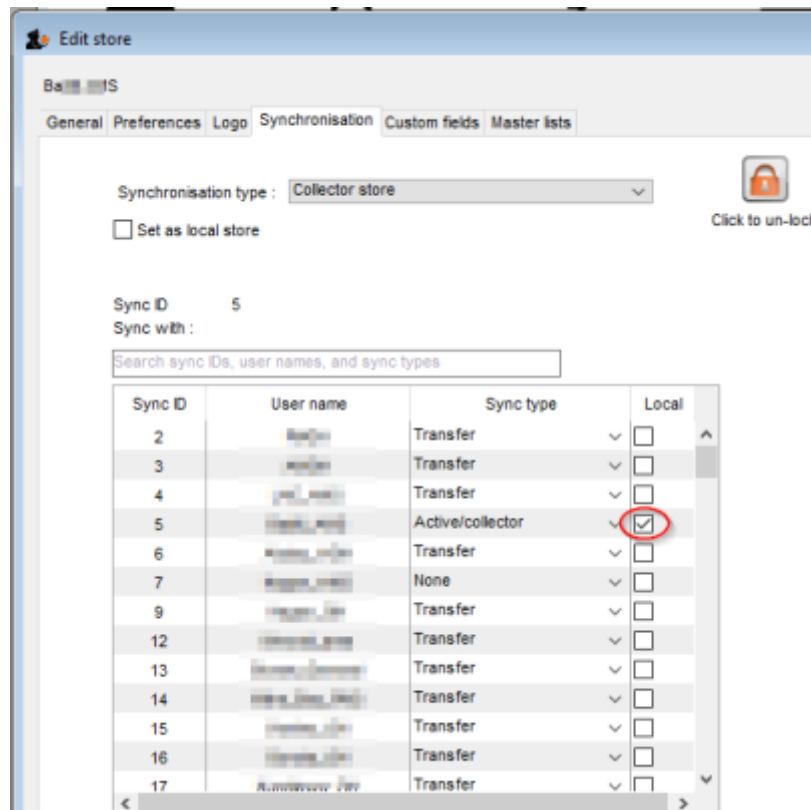 Edit store
General Preferences Logo Synchronisation Custom fields Master lists
Synchronisation type : Collector store
Click to un-lock
Set as local store
Sync ID 5
Sync with :
Search sync IDs, user names, and sync types
Sync ID User name Sync type Local
2 Transfer
3 Transfer
4 Transfer
5 Active/collector
6 Transfer
7 None
9 Transfer
12 Transfer
13 Transfer
14 Transfer
15 Transfer
16 Transfer
17 Transfer